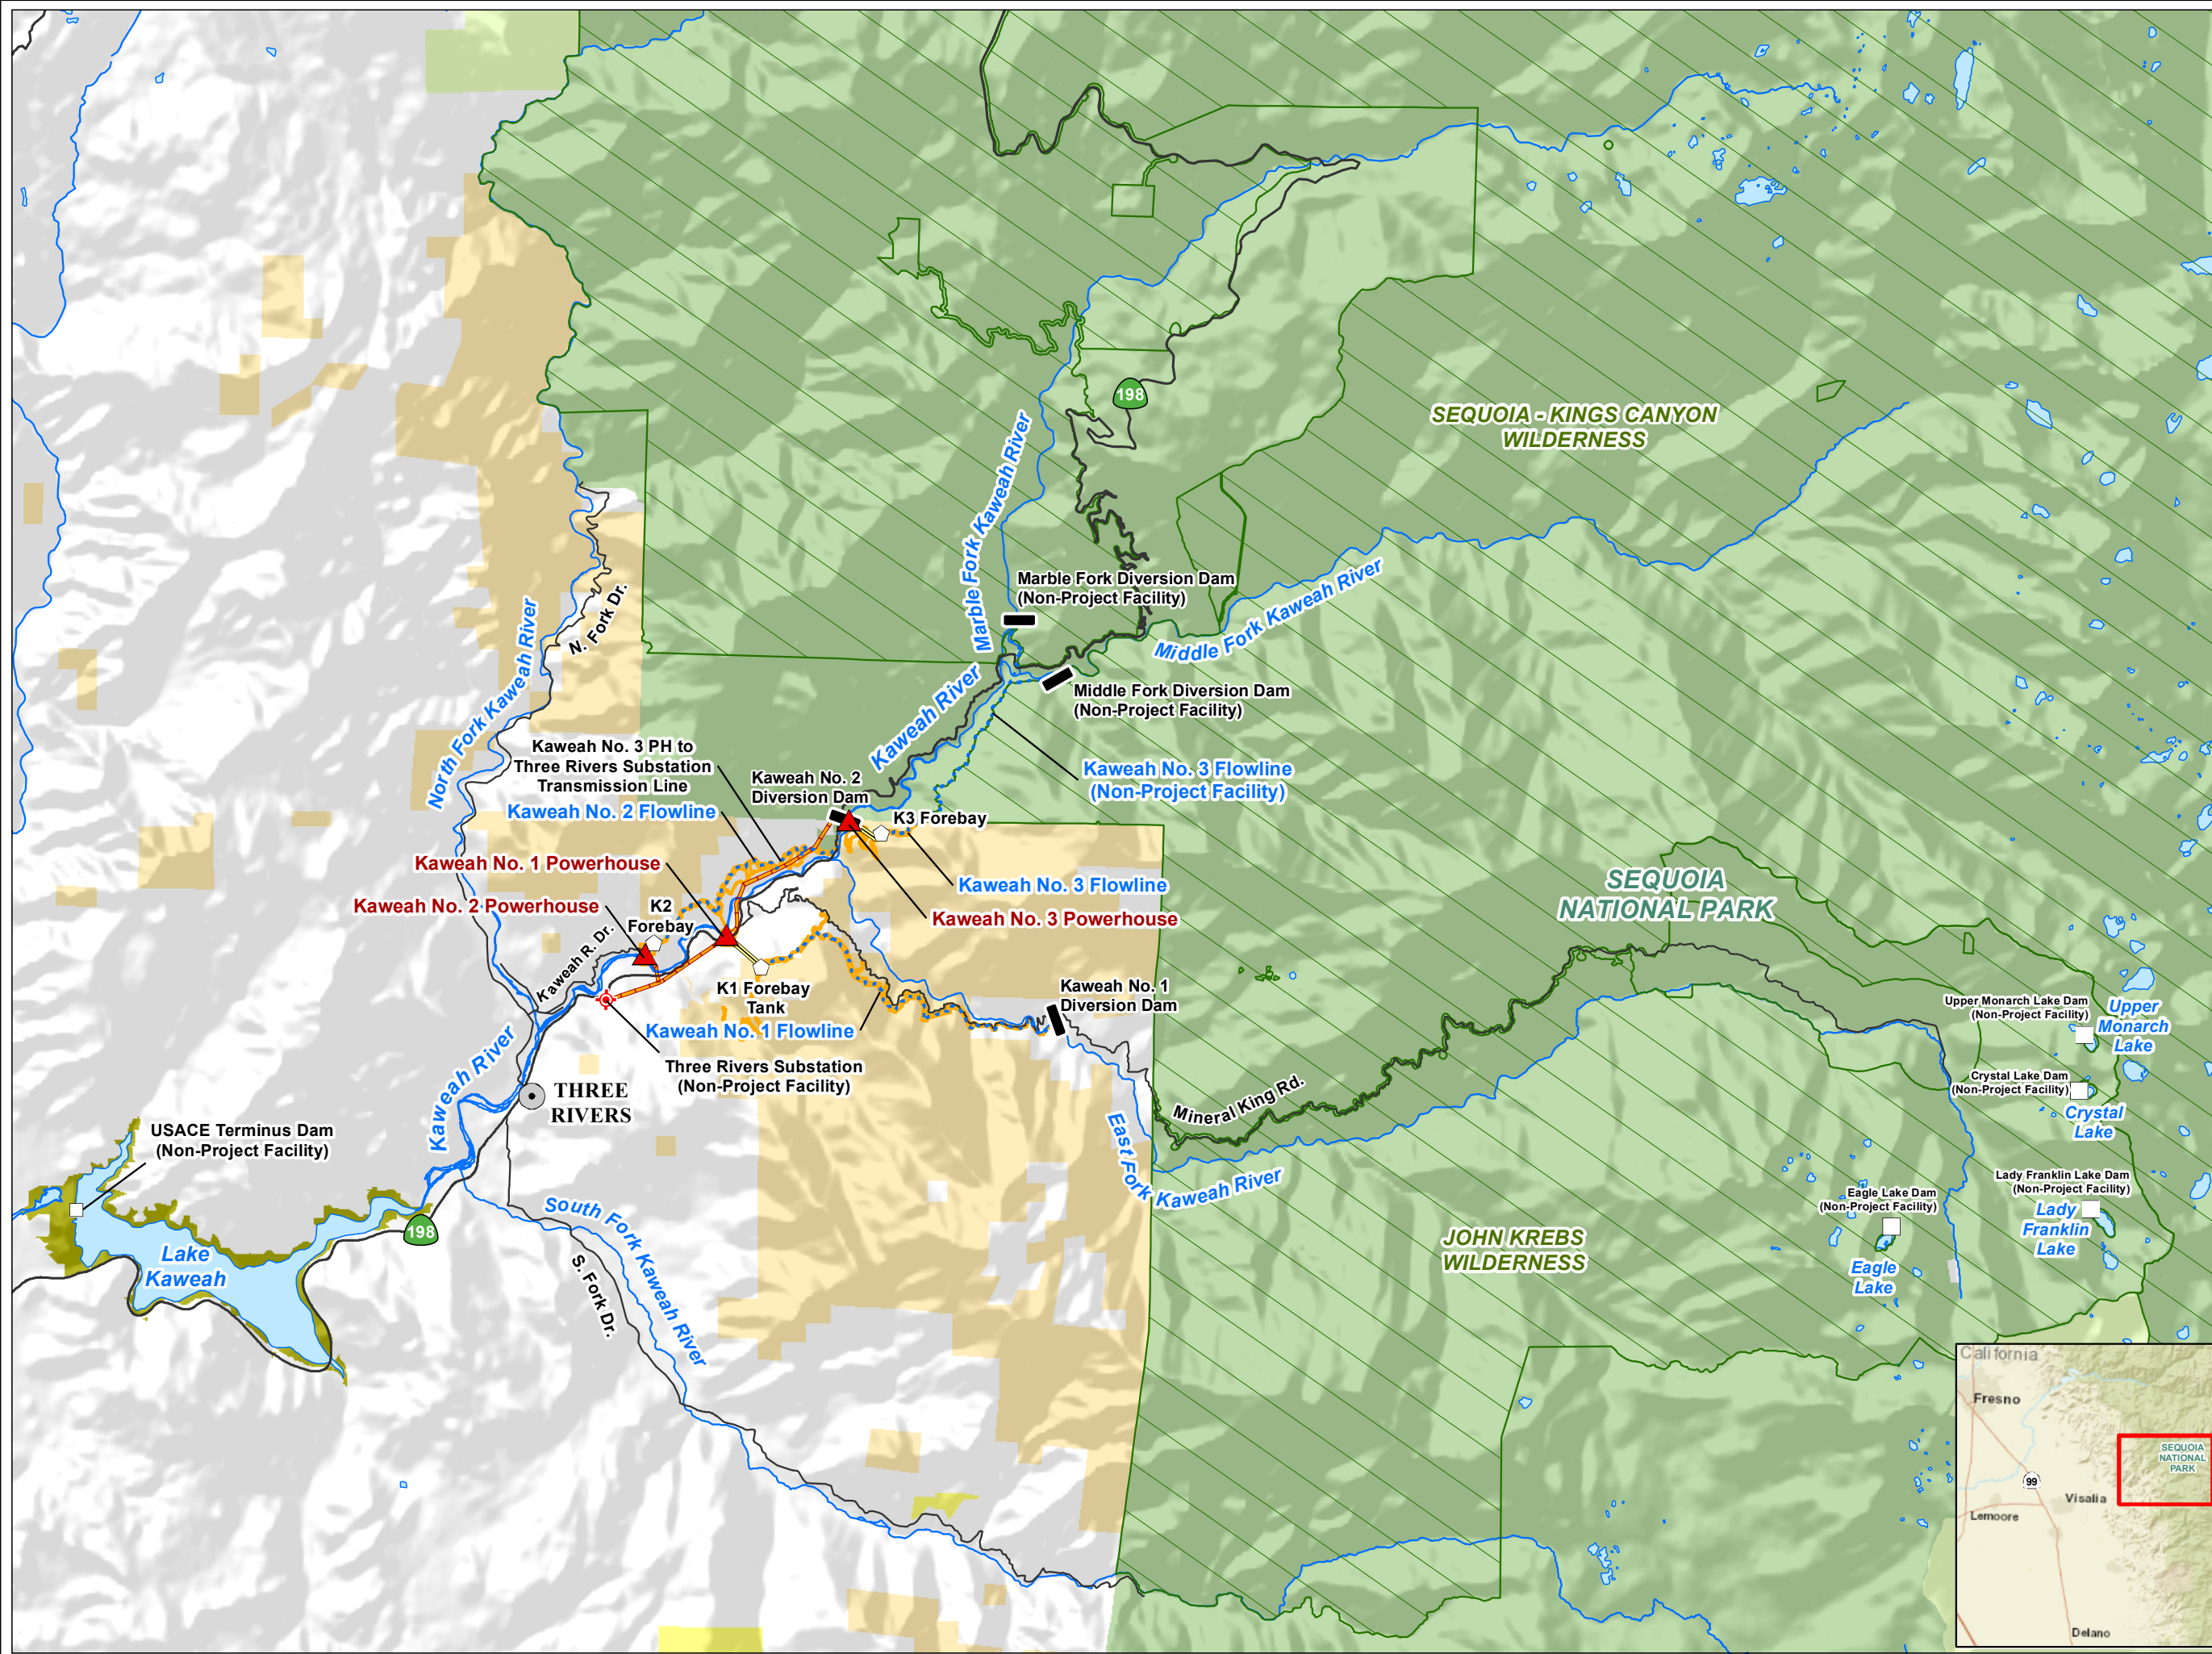 198
SEQUOIA - KINGS CANYON
WILDERNESS
Marble Fork Kaweah River
Marble Fork Diversion Dam
(Non-Project Facility)
Middle Fork Kaweah River
N. Fork Dr.
North Fork Kaweah River
Kaweah River
Middle Fork Diversion Dam
(Non-Project Facility)
Kaweah No. 3 PH to
Three Rivers Substation
Transmission Line
Kaweah No. 2
Diversion Dam
Kaweah No. 3 Flowline
(Non-Project Facility)
Kaweah No. 2 Flowline
K3 Forebay
Kaweah No. 1 Powerhouse
Kaweah No. 3 Flowline
Kaweah No. 2 Powerhouse
K2
Forebay
Kaweah No. 3 Powerhouse
SEQUOIA
NATIONAL PARK
Kaweah R. Dr.
K1 Forebay
Tank
Kaweah No. 1
Diversion Dam
Kaweah No. 1 Flowline
Upper Monarch Lake Dam
(Non-Project Facility)
Upper
Monarch
Lake
Kaweah River
Three Rivers Substation
(Non-Project Facility)
THREE
RIVERS
Mineral King Rd.
Crystal Lake Dam
(Non-Project Facility)
Crystal
Lake
USACE Terminus Dam
(Non-Project Facility)
East Fork Kaweah River
Lady Franklin Lake Dam
(Non-Project Facility)
Lady
Franklin
Lake
Eagle Lake Dam
(Non-Project Facility)
Eagle
Lake
198
Lake
Kaweah
South Fork Kaweah River
S. Fork Dr.
JOHN KREBS
WILDERNESS
California
Fresno
SEQUOIA
NATIONAL
PARK
99
Visalia
Lemoore
Delano